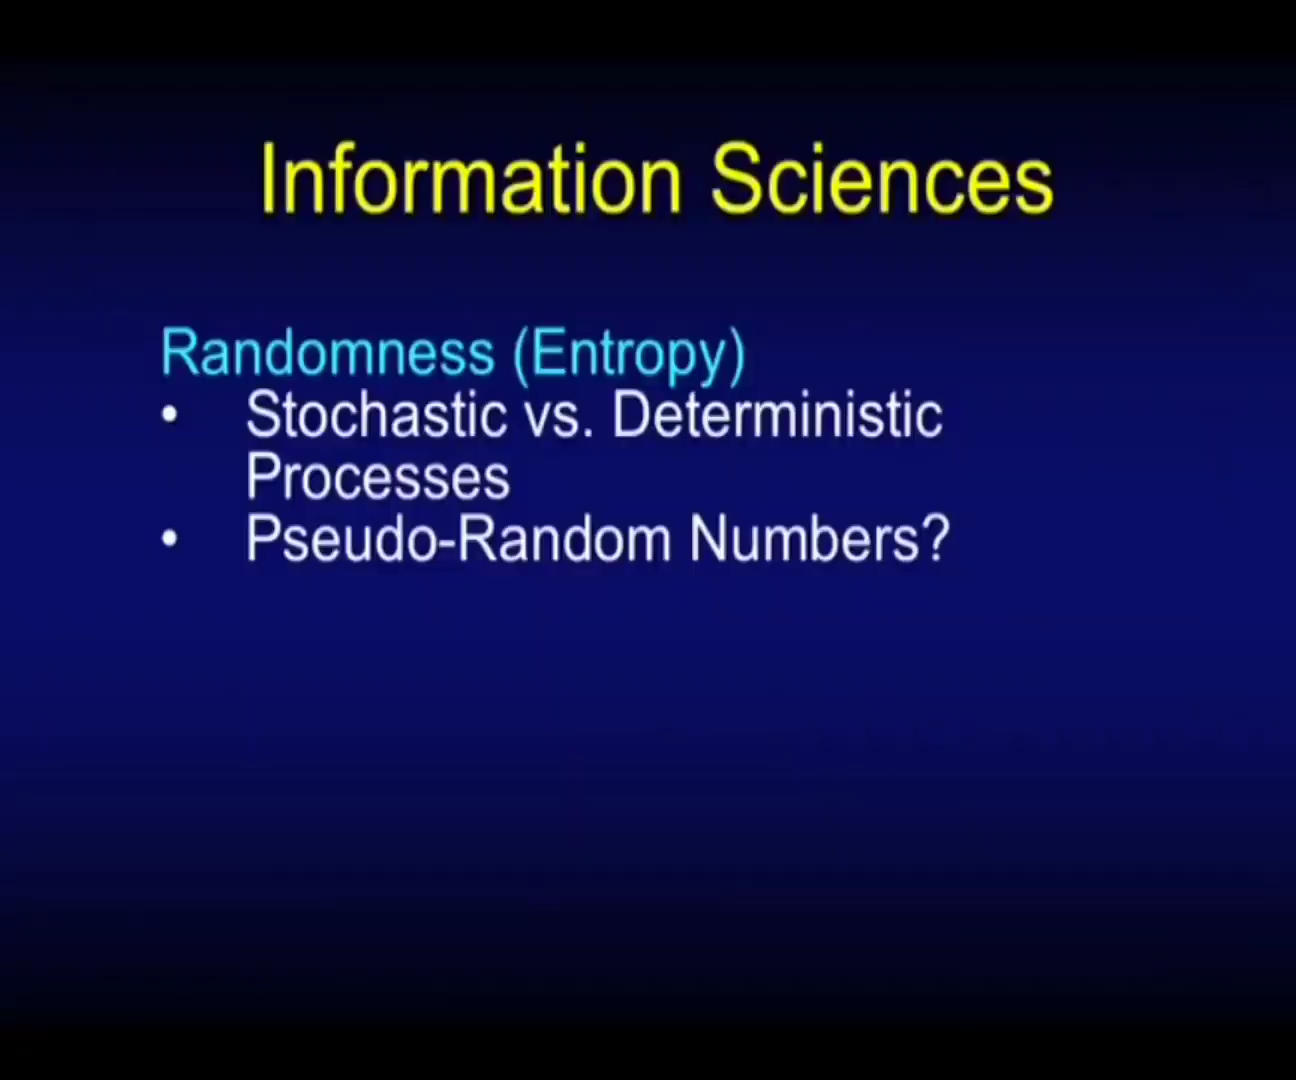 Information Sciences
Randomness (Entropy)
• Stochastic vs. Deterministic
Processes
• Pseudo-Random Numbers?